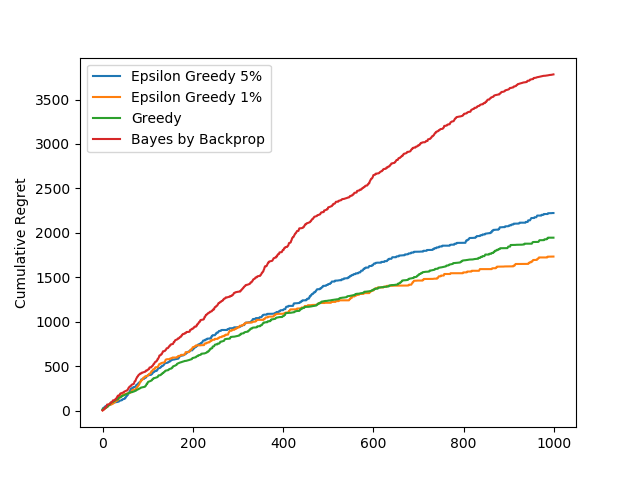 Epsilon Greedy 5%
Epsilon Greedy 1%
Greedy
Bayes by Backprop
Cumulative Regret
3500
3000
2500
2000
1500
1000
500
0
0 200 400 600 800 1000